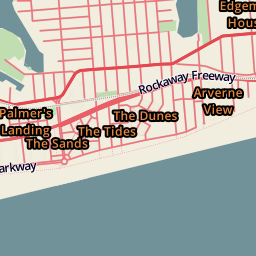 Edgem
Hous
Rockaway Freeway
Arverne
View
The Dunes
Palmer's
Landing
The Tides
The Sands
arkway